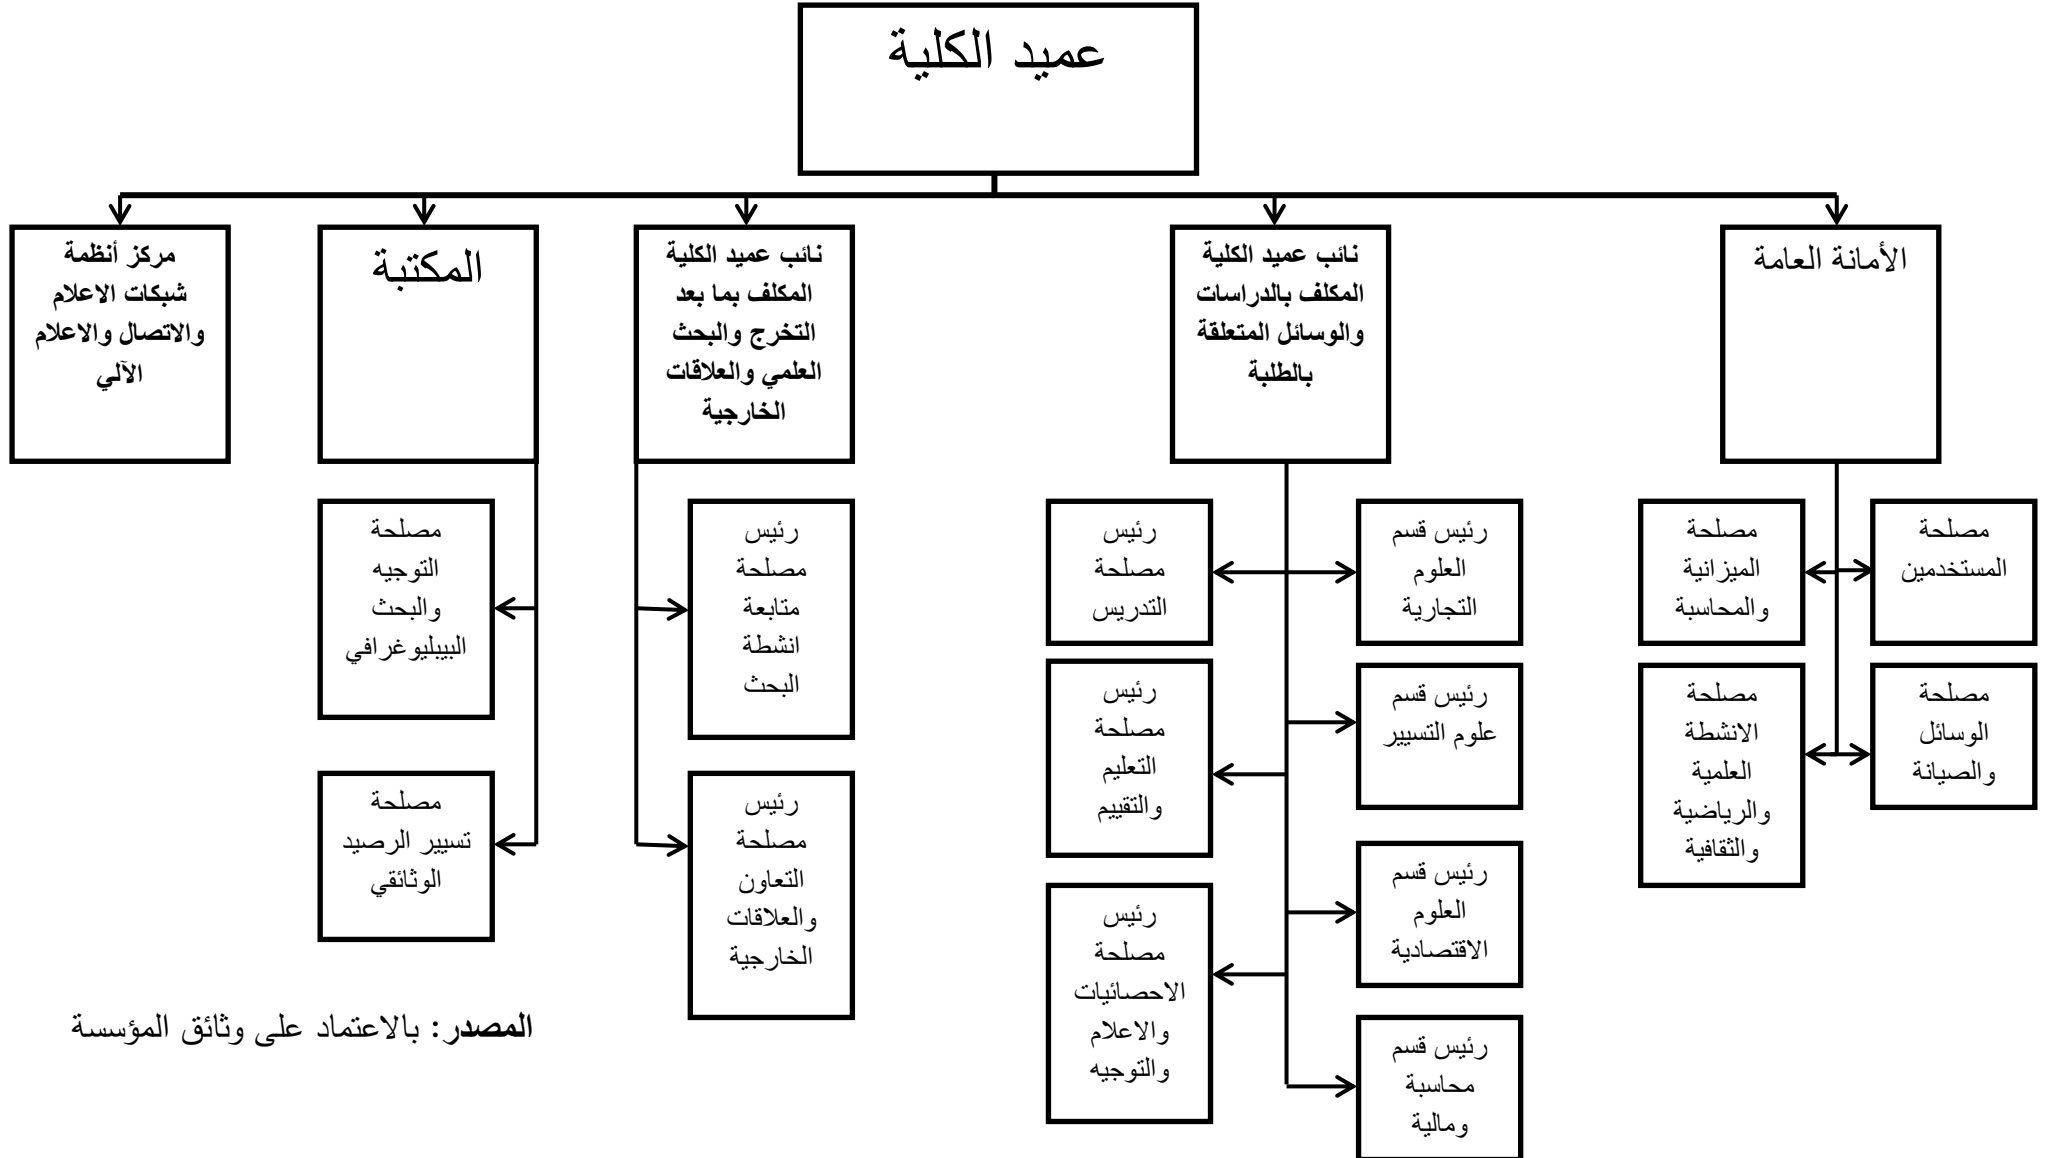 عميد الكلية
الأمانة العامة
نائب عميد الكلية
المكلف بالدراسات
والوسائل المتعلقة
بالطلبة
نائب عميد الكلية
المكلف بما بعد
التخرج والبحث
العلمي والعلاقات
الخارجية
المكتبة
مركز أنظمة
شبكات الاعلام
والاتصال والاعلام
الآلي
مصلحة
المستخدمين
مصلحة
الميزانية
والمحاسبة
مصلحة
الوسائل
والصيانة
مصلحة
الانشطة
العلمية
والرياضية
والثقافية
رئيس قسم
العلوم
التجارية
رئيس
مصلحة
التدريس
رئيس قسم
علوم التسيير
رئيس
مصلحة
التعليم
والتقييم
رئيس قسم
العلوم
الاقتصادية
رئيس
مصلحة
الاحصائيات
والاعلام
والتوجيه
رئيس قسم
محاسبة
ومالية
رئيس
مصلحة
متابعة
انشطة
البحث
رئيس
مصلحة
التعاون
والعلاقات
الخارجية
مصلحة
التوجيه
والبحث
البيبليوغرافي
مصلحة
تسيير الرصيد
الوثائقي
المصدر: بالاعتماد على وثائق المؤسسة